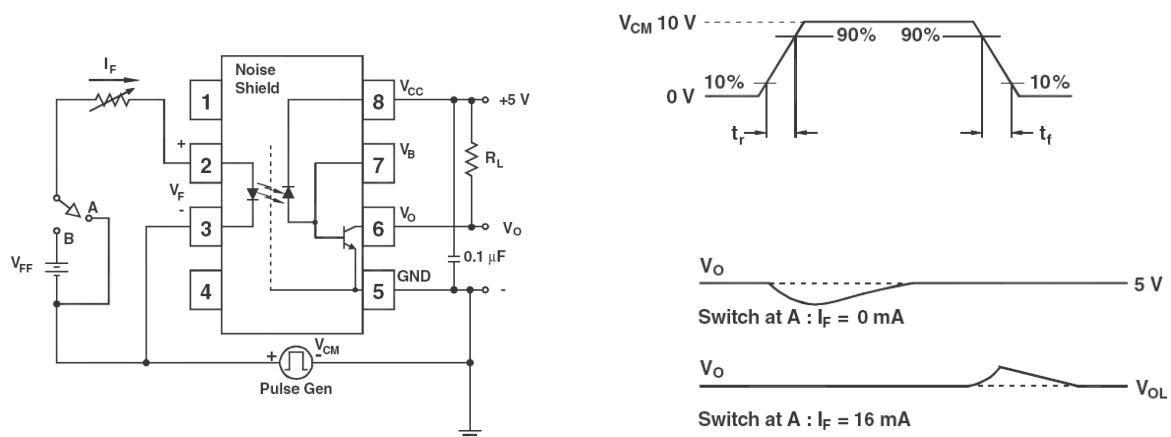 I_F
Noise
Shield
1
2
3
4
8
7
6
5
V_CC
V_B
V_O
GND
+
V_F
-
A
B
V_FF
+5 V
R_L
V_O
0.1 µF
-
+
V_CM
-
Pulse Gen
V_CM 10 V
90%
90%
10%
10%
0 V
t_r
t_f
V_O
5 V
Switch at A : I_F = 0 mA
V_O
V_OL
Switch at A : I_F = 16 mA